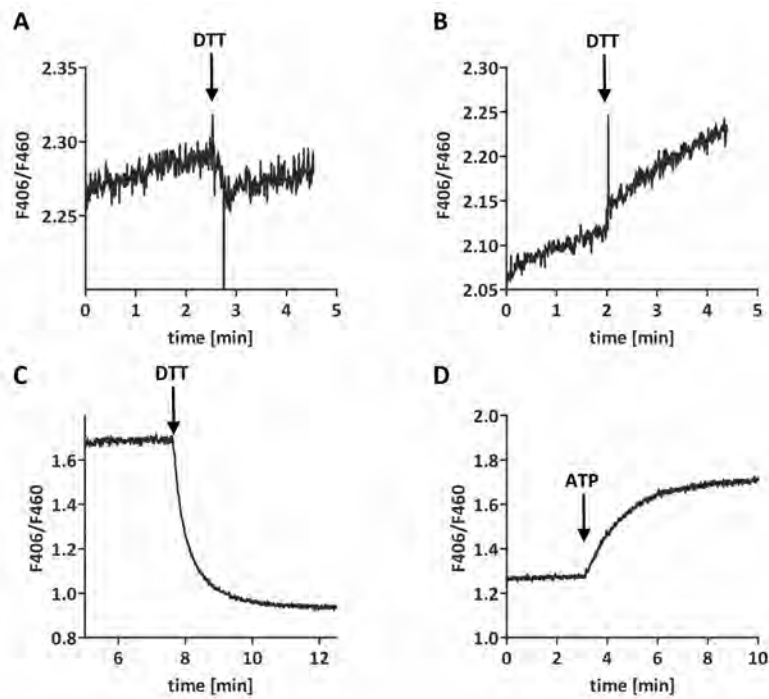 A
DTT
2.35
2.30
2.25
F406/F460
0 1 2 3 4 5
time [min]
B
DTT
2.30
2.25
2.20
2.10
2.05
F406/F460
0 1 2 3 4 5
time [min]
C
DTT
1.6
1.4
1.2
1.0
0.8
F406/F460
6 8 10 12
time [min]
D
ATP
2.0
1.8
1.6
1.4
1.2
1.0
F406/F460
0 2 4 6 8 10
time [min]